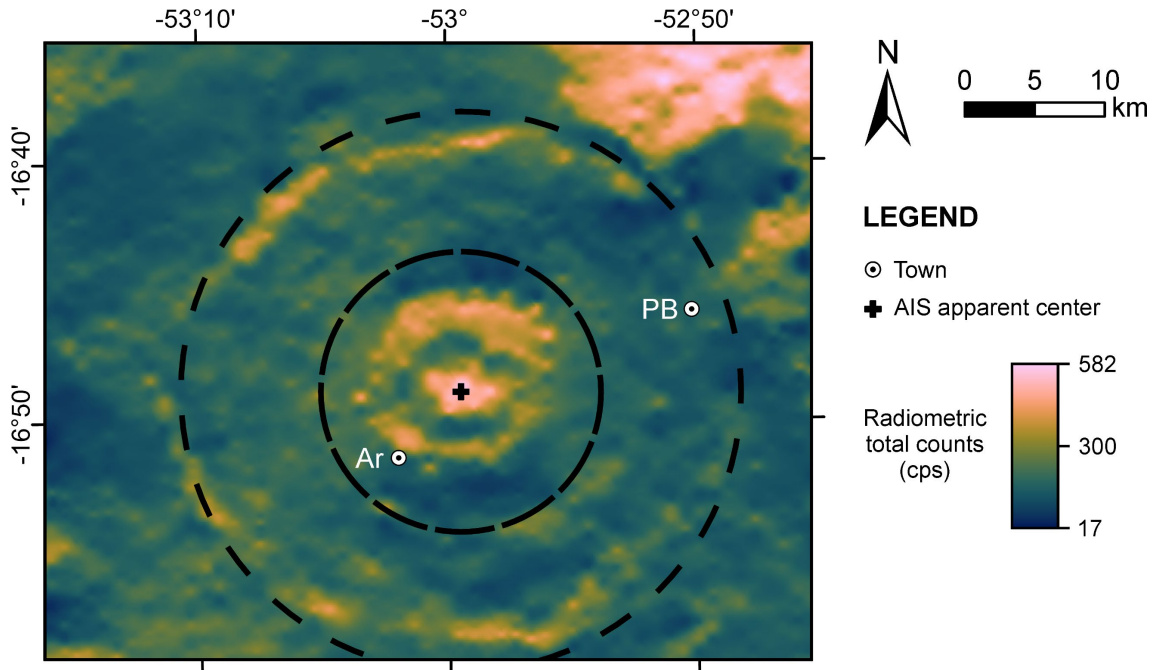 -53°10' -53° -52°50'
N
0 5 10
km
-16°40'
LEGEND
Town
AIS apparent center
PB
582
Radiometric
total counts
(cps)
300
-16°50'
Ar
17